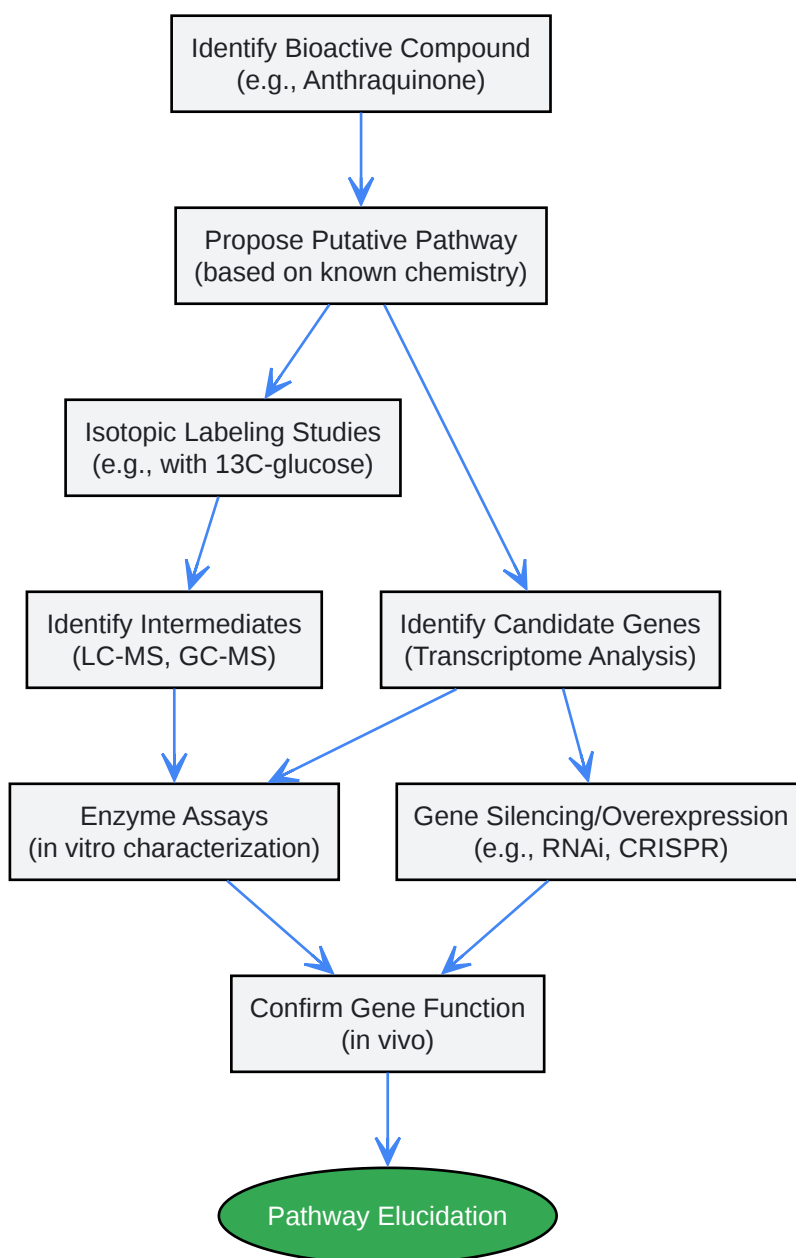 Identify Bioactive Compound
(e.g., Anthraquinone)
Propose Putative Pathway
(based on known chemistry)
Isotopic Labeling Studies
(e.g., with 13C-glucose)
Identify Intermediates
(LC-MS, GC-MS)
Identify Candidate Genes
(Transcriptome Analysis)
Enzyme Assays
(in vitro characterization)
Gene Silencing/Overexpression
(e.g., RNAi, CRISPR)
Confirm Gene Function
(in vivo)
Pathway Elucidation